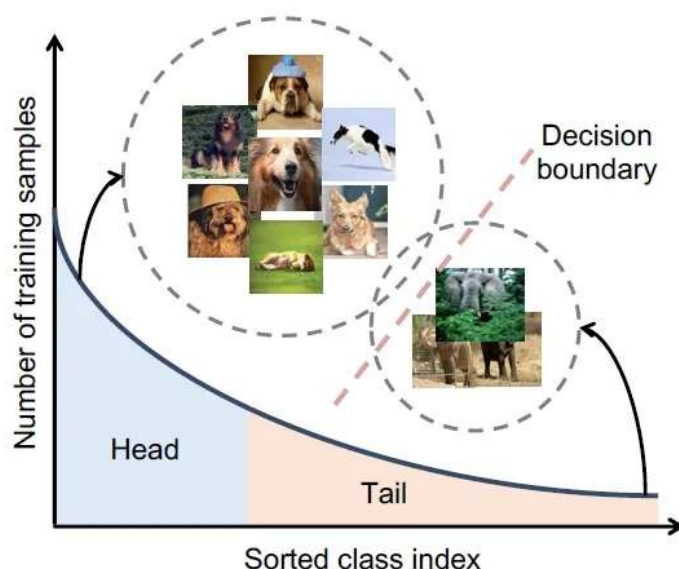 Number of training samples
Decision
boundary
Head
Tail
Sorted class index